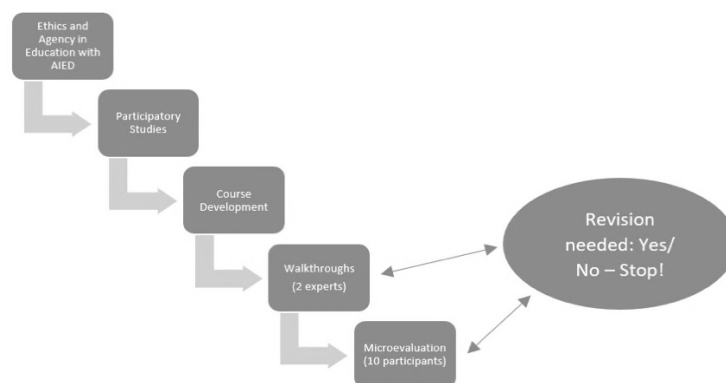 Ethics and
Agency in
Education with
AIED
Participatory
Studies
Course
Development
Walkthroughs
(2 experts)
Microevaluation
(10 participants)
Revision
needed: Yes/
No – Stop!